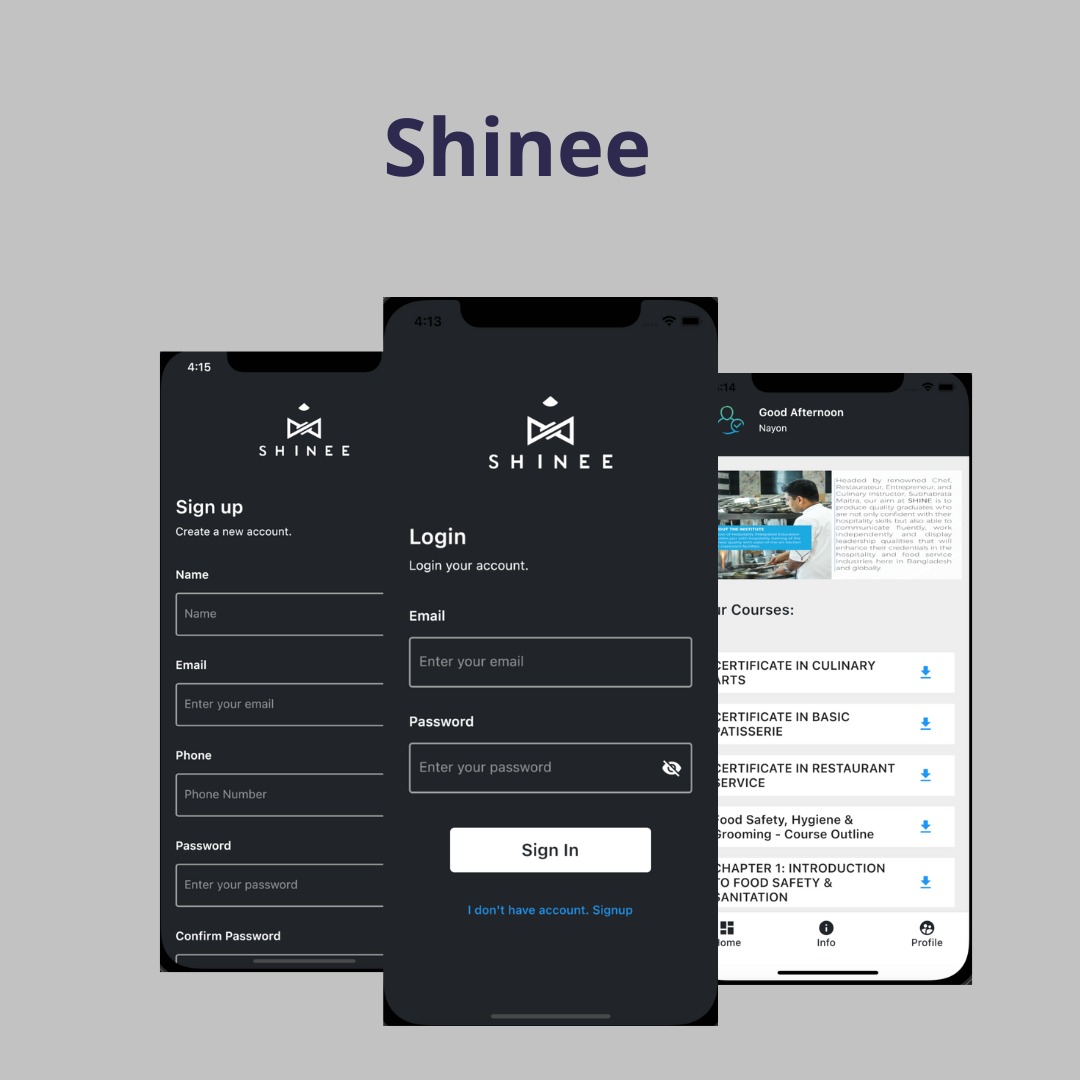 Shinee
4:15
SHINEE
Sign up
Create a new account.
Name
Name
Email
Enter your email
Phone
Phone Number
Password
Enter your password
Confirm Password
4:13
SHINEE
Login
Login your account.
Email
Enter your email
Password
Enter your password
Sign In
I don't have account. Signup
:14
Good Afternoon
Nayon
Headed by renowned Chef,
Restaurateur, Entrepreneur, and
Culinary Instructor, Subhabrata
Maitra, our aim at SHINE is to
produce quality graduates who
are not only confident with their
hospitality skills but also able to
communicate fluently, work
independently and display
leadership qualities that will
enhance their credentials in the
hospitality and food service
industries here in Bangladesh
and globally
OUT THE INSTITUTE
r Courses:
CERTIFICATE IN CULINARY
ARTS
CERTIFICATE IN BASIC
PATISSERIE
CERTIFICATE IN RESTAURANT
SERVICE
Food Safety, Hygiene &
Grooming - Course Outline
CHAPTER 1: INTRODUCTION
TO FOOD SAFETY &
SANITATION
Home
Info
Profile